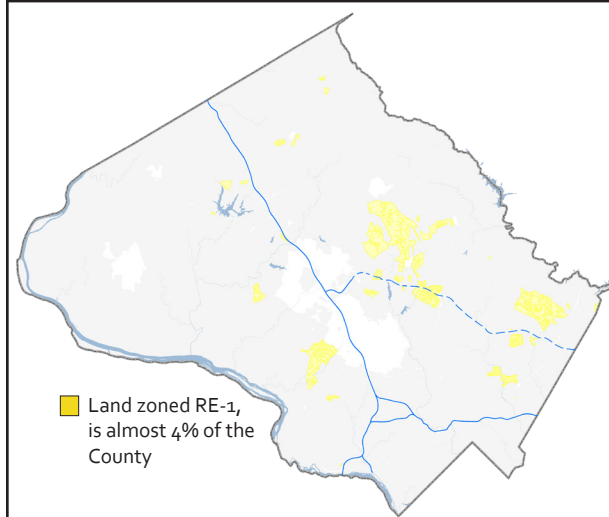 Land zoned RE-1,
is almost 4% of the
County